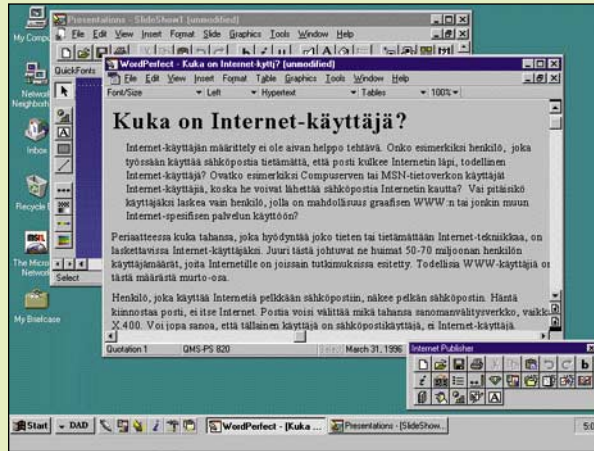 My Compu
Presentations - SlideShow1 (unmodified)
File Edit View Insert Format Slide Graphics Tools Window Help
QuickFonts
Network
Neighborh
Inbox
Recycle B
The Micro
Network
My Briefcase
Select
WordPerfect - Kuka on Internet-kyttj? (unmodified)
File Edit View Insert Format Table Graphics Tools Window Help
Font/Size Left Hypertext Tables 100%
Kuka on Internet-käyttäjä?
Internet-käyttäjän määrittely ei ole aivan helppo tehtävä. Onko esimerkiksi henkilö, joka
työssään käyttää sähköpostia tietämättä, että posti kulkee Internetin läpi, todellinen
Internet-käyttäjä? Ovatko esimerkiksi Compuserven tai MSN-tietoverkon käyttäjät
Internet-käyttäjiä, koska he voivat lähettää sähköpostia Internetin kautta? Vai pitäisikö
käyttäjäksi laskea vain henkilö, jolla on mahdollisuus graafisen WWW:n tai jonkin muun
Internet-spesifisen palvelun käyttöön?
Periaatteessa kuka tahansa, joka hyödyntää joko tieten tai tietämättään Internet-tekniikkaa, on
laskettavissa Internet-käyttäjäksi. Juuri tästä johtuvat ne huimat 50-70 miljoonan henkilön
käyttäjämäärät, joita Internetille on joissain tutkimuksissa esitetty. Todellisia WWW-käyttäjiä on
tästä määrästä murto-osa.
Henkilö, joka käyttää Internetiä pelkkään sähköpostiin, näkee pelkän sähköpostin. Häntä
kiinnostaa posti, ei itse Internet. Postia voisi välittää mikä tahansa sanomanvälitysverkko, vaikka
X.400. Voi jopa sanoa, että tällainen käyttäjä on sähköpostikäyttäjä, ei Internet-käyttäjä.
Quotation 1 QMS-PS 820 Select March 31, 1996
Internet Publisher
Start DAD WordPerfect - [Kuka ... Presentations - [SlideShow... 5:0